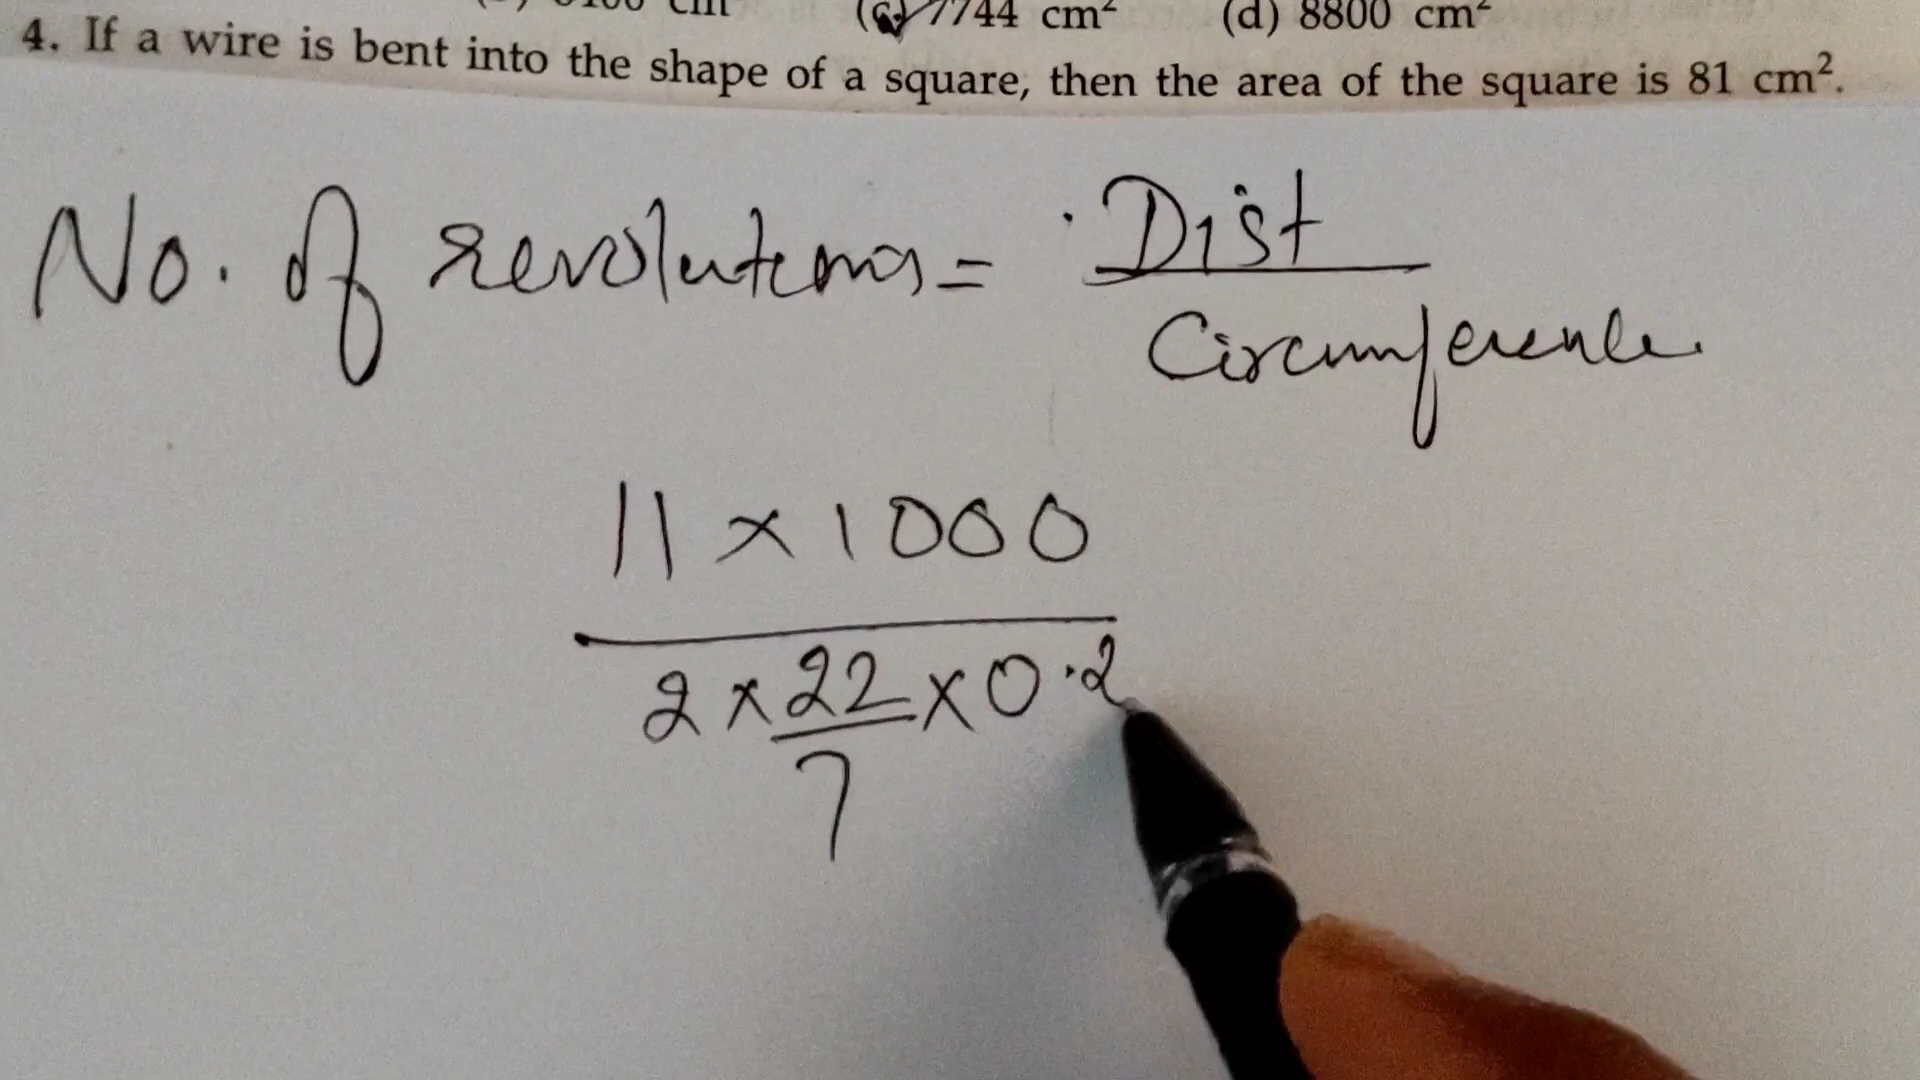 (c) 7744 cm² (d) 8800 cm²
4. If a wire is bent into the shape of a square, then the area of the square is 81 cm².
No. of revolutions = Dist
Circumference
11 × 1000
2 × 22 × 0.2
7